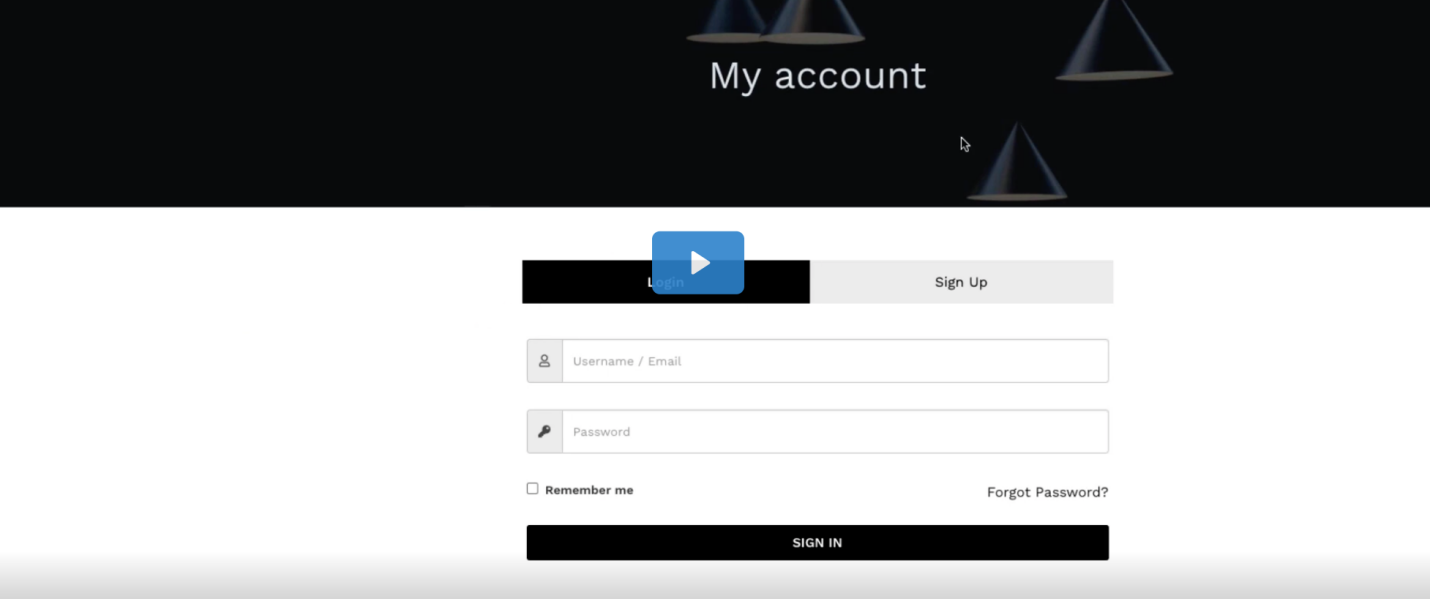 My account
Login
Sign Up
Username / Email
Password
Remember me
Forgot Password?
SIGN IN